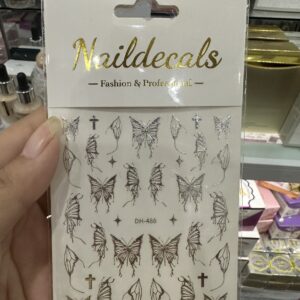 Naildecals
— Fashion & Professional —
DH-486